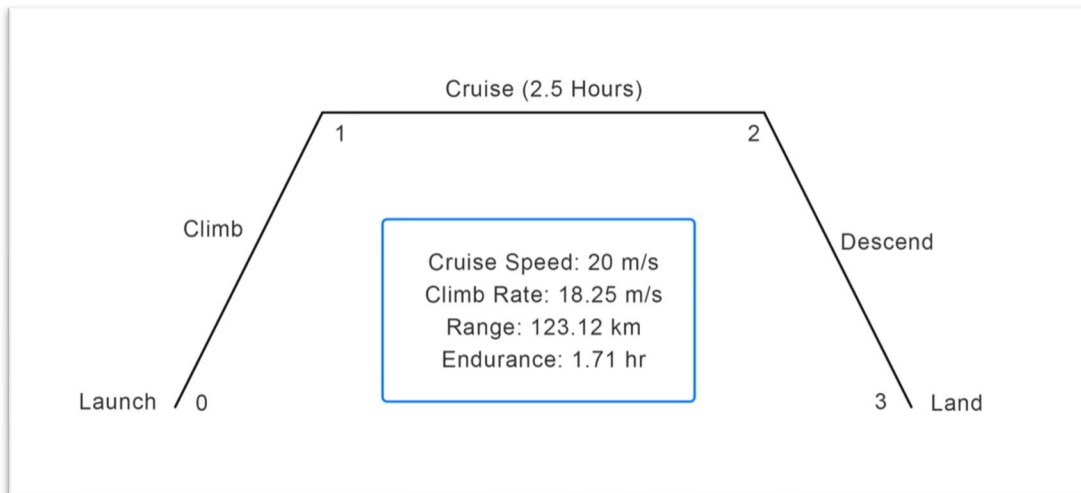 Cruise (2.5 Hours)
1
2
Climb
Descend
Cruise Speed: 20 m/s
Climb Rate: 18.25 m/s
Range: 123.12 km
Endurance: 1.71 hr
Launch
0
3
Land